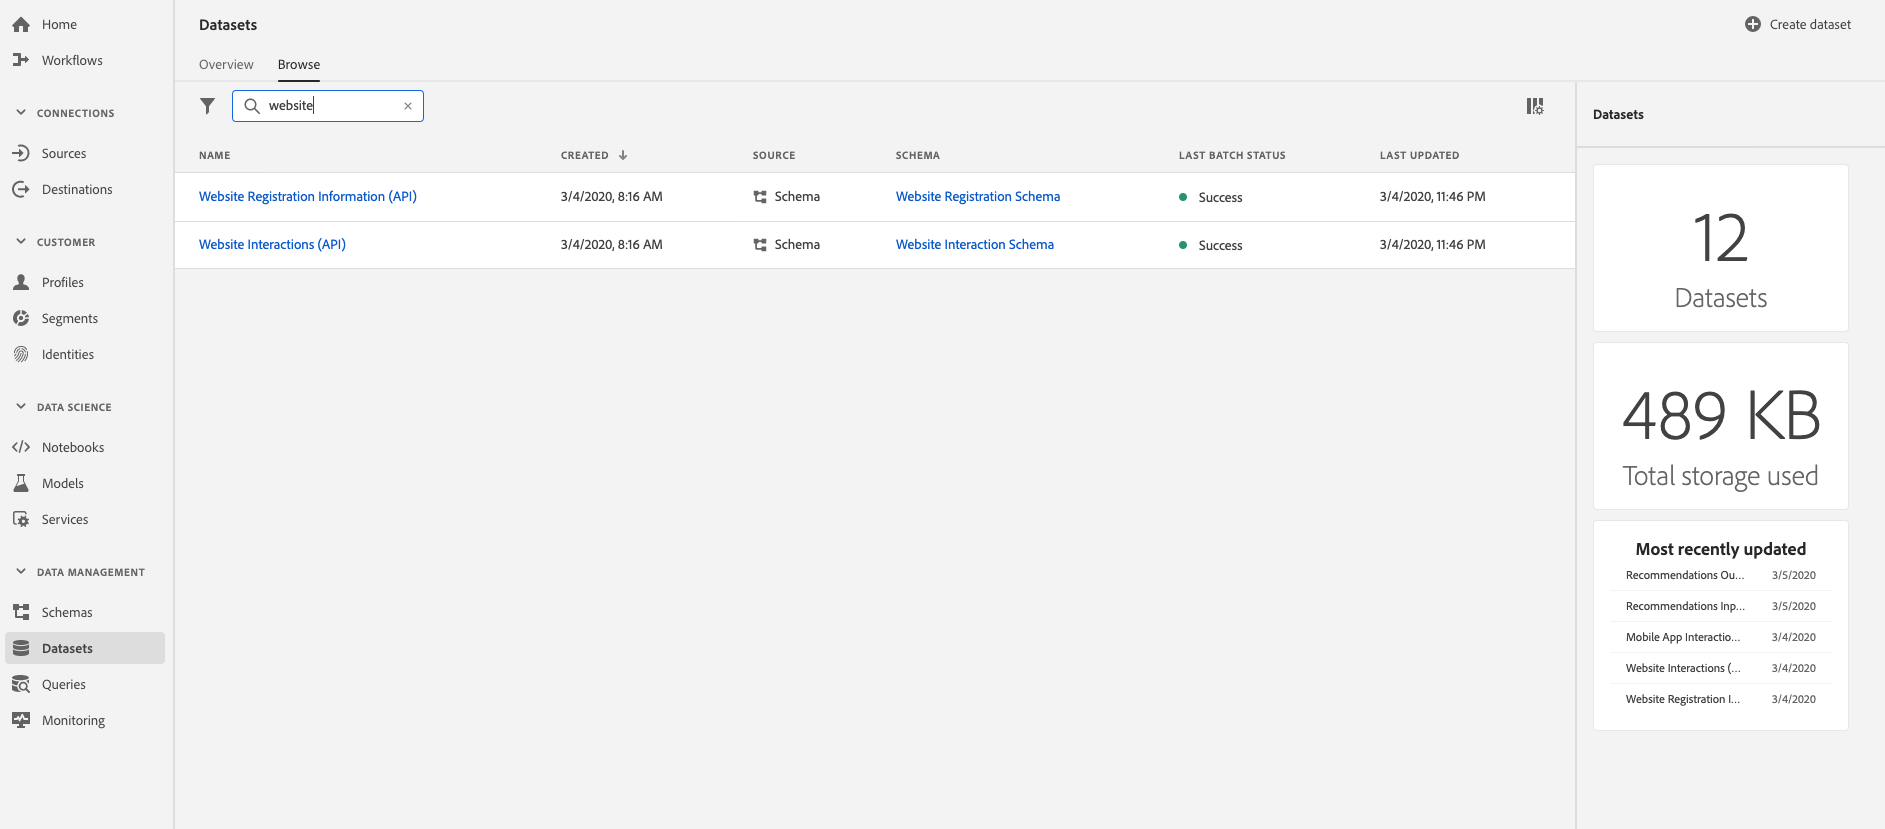 Home
Workflows
CONNECTIONS
Sources
Destinations
CUSTOMER
Profiles
Segments
Identities
DATA SCIENCE
Notebooks
Models
Services
DATA MANAGEMENT
Schemas
Datasets
Queries
Monitoring
Datasets
Create dataset
Overview Browse
website
NAME CREATED SOURCE SCHEMA LAST BATCH STATUS LAST UPDATED
Website Registration Information (API) 3/4/2020, 8:16 AM Schema Website Registration Schema Success 3/4/2020, 11:46 PM
Website Interactions (API) 3/4/2020, 8:16 AM Schema Website Interaction Schema Success 3/4/2020, 11:46 PM
Datasets
12
Datasets
489 KB
Total storage used
Most recently updated
Recommendations Ou... 3/5/2020
Recommendations Inp... 3/5/2020
Mobile App Interactio... 3/4/2020
Website Interactions (... 3/4/2020
Website Registration I... 3/4/2020